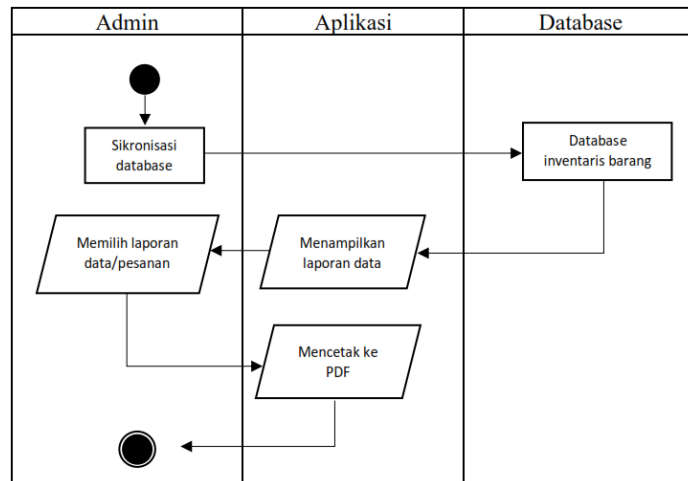 Admin
Aplikasi
Database
Sikronisasi
database
Database
inventaris barang
Memilih laporan
data/pesanan
Menampilkan
laporan data
Mencetak ke
PDF